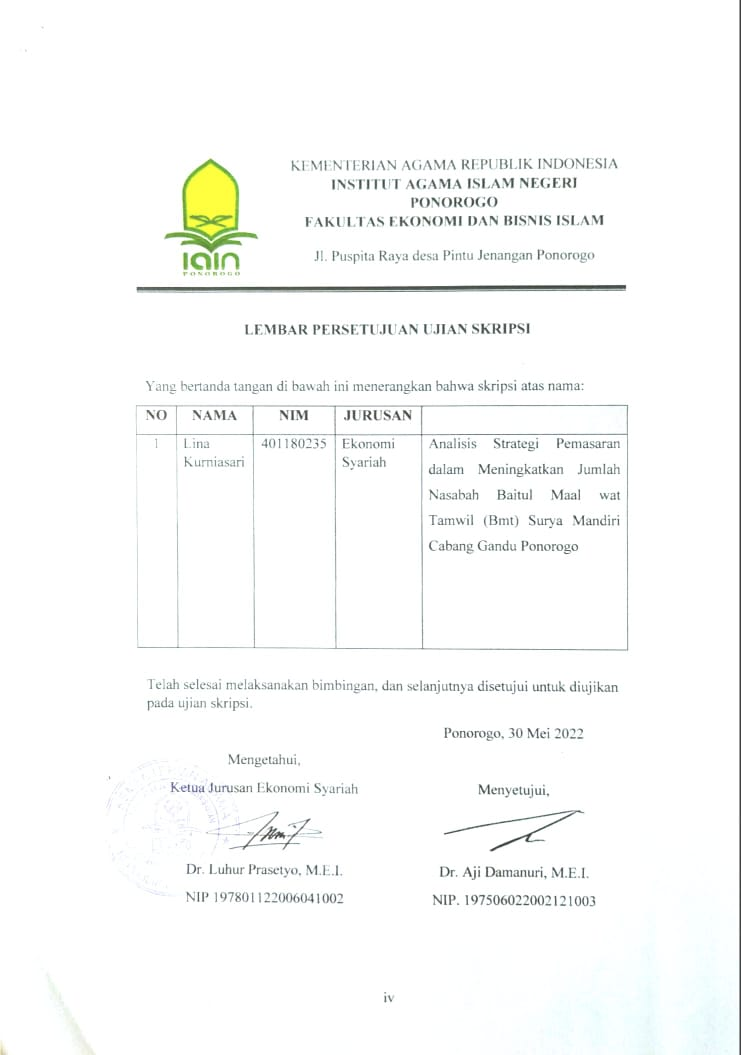 KEMENTERIAN AGAMA REPUBLIK INDONESIA
INSTITUT AGAMA ISLAM NEGERI
PONOROGO
FAKULTAS EKONOMI DAN BISNIS ISLAM
Jl. Puspita Raya desa Pintu Jenangan Ponorogo
iain
PONOROGO
LEMBAR PERSETUJUAN UJIAN SKRIPSI
Yang bertanda tangan di bawah ini menerangkan bahwa skripsi atas nama:
NO NAMA NIM JURUSAN
1 Lina 401180235 Ekonomi Analisis Strategi Pemasaran
Kurniasari Syariah dalam Meningkatkan Jumlah
Nasabah Baitul Maal wat
Tamwil (Bmt) Surya Mandiri
Cabang Gandu Ponorogo
Telah selesai melaksanakan bimbingan, dan selanjutnya disetujui untuk diujikan
pada ujian skripsi.
Ponorogo, 30 Mei 2022
Mengetahui,
Ketua Jurusan Ekonomi Syariah
Menyetujui,
Dr. Luhur Prasetyo, M.E.I.
Dr. Aji Damanuri, M.E.I.
NIP 197801122006041002
NIP. 197506022002121003
iv